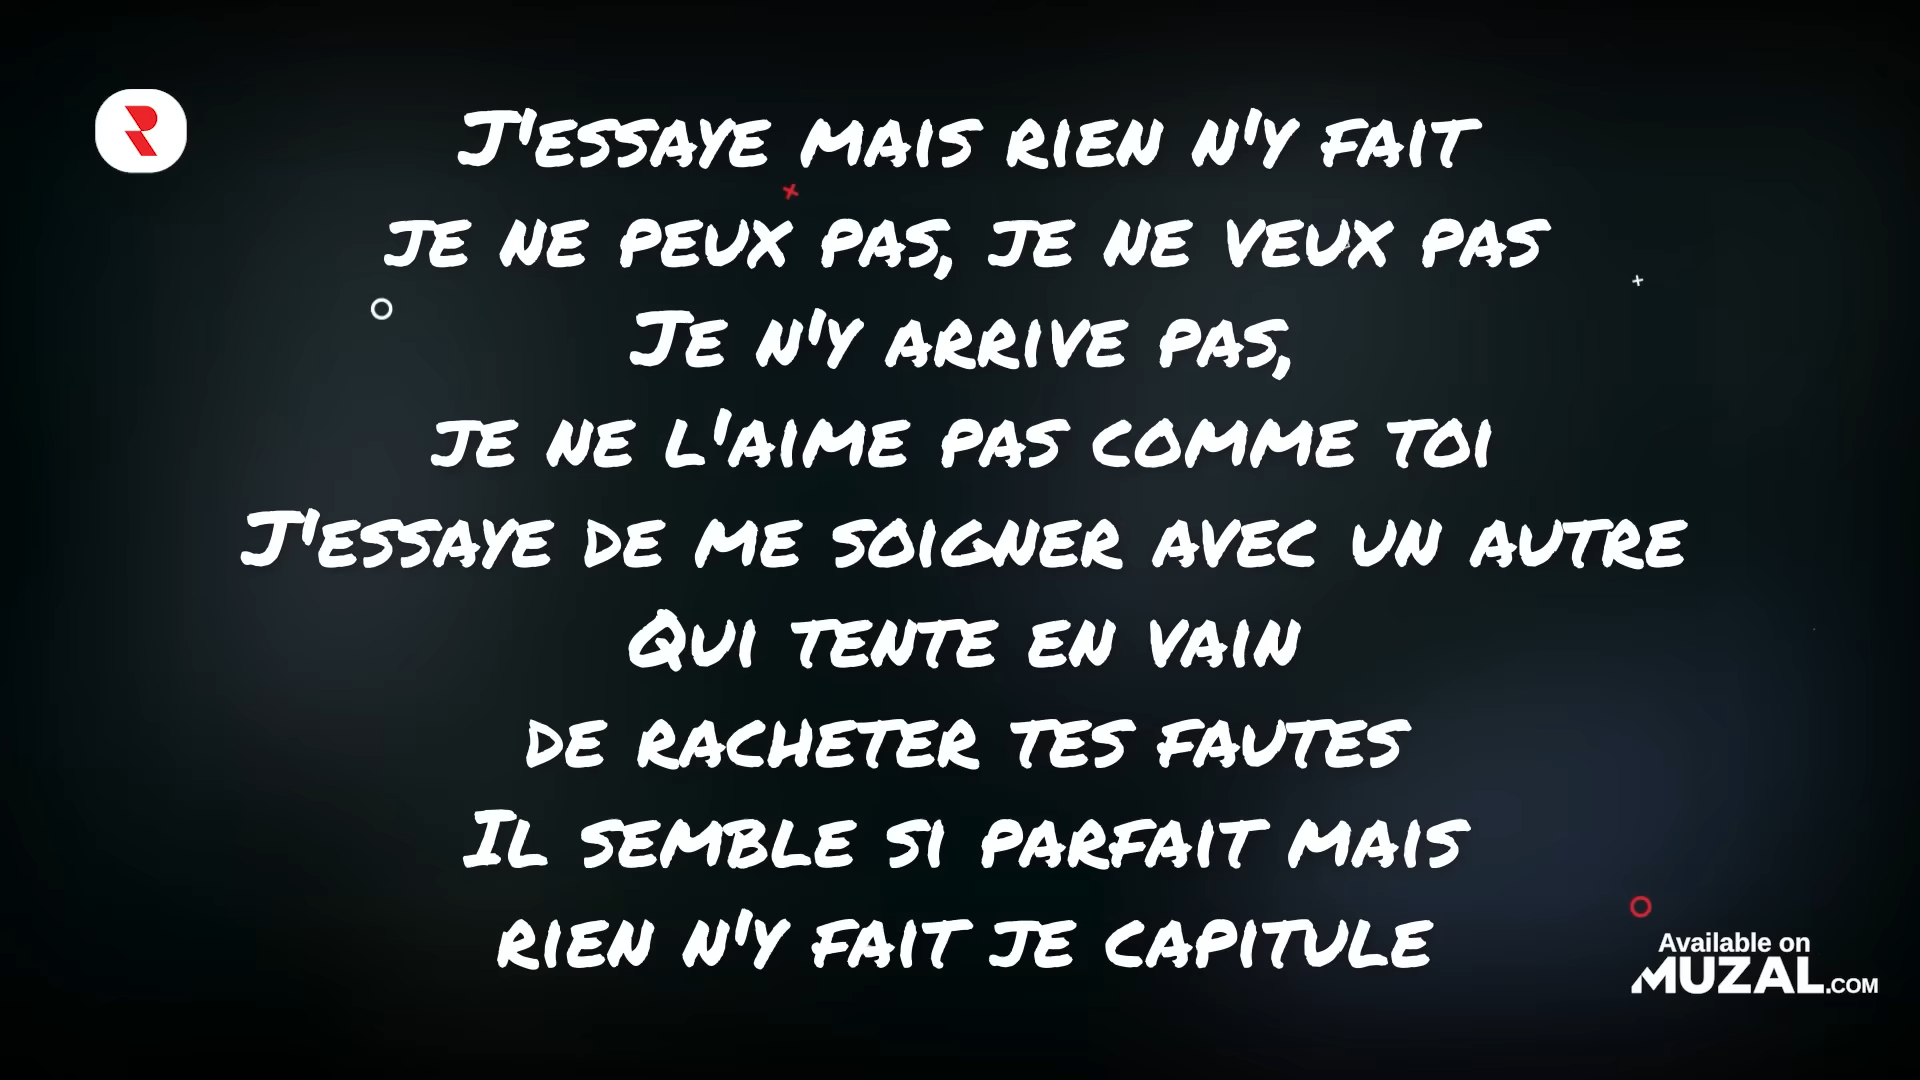 J'essaye mais rien n'y fait
je ne peux pas, je ne veux pas
Je n'y arrive pas,
je ne l'aime pas comme toi
J'essaye de me soigner avec un autre
Qui tente en vain
de racheter tes fautes
Il semble si parfait mais
rien n'y fait je capitule
Available on
MUZAL.COM